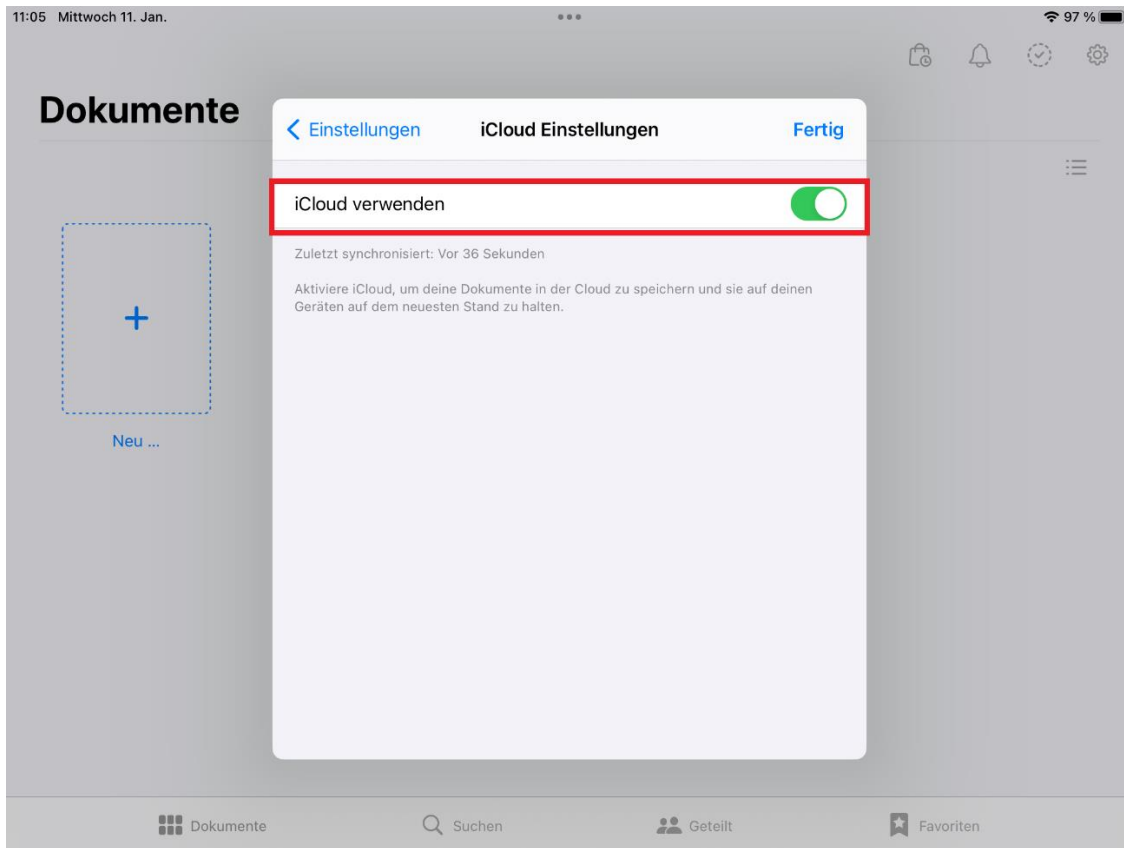 11:05 Mittwoch 11. Jan.
97 %
Dokumente
Einstellungen
iCloud Einstellungen
Fertig
iCloud verwenden
Zuletzt synchronisiert: Vor 36 Sekunden
Aktiviere iCloud, um deine Dokumente in der Cloud zu speichern und sie auf deinen
Geräten auf dem neuesten Stand zu halten.
Neu ...
Dokumente
Suchen
Geteilt
Favoriten